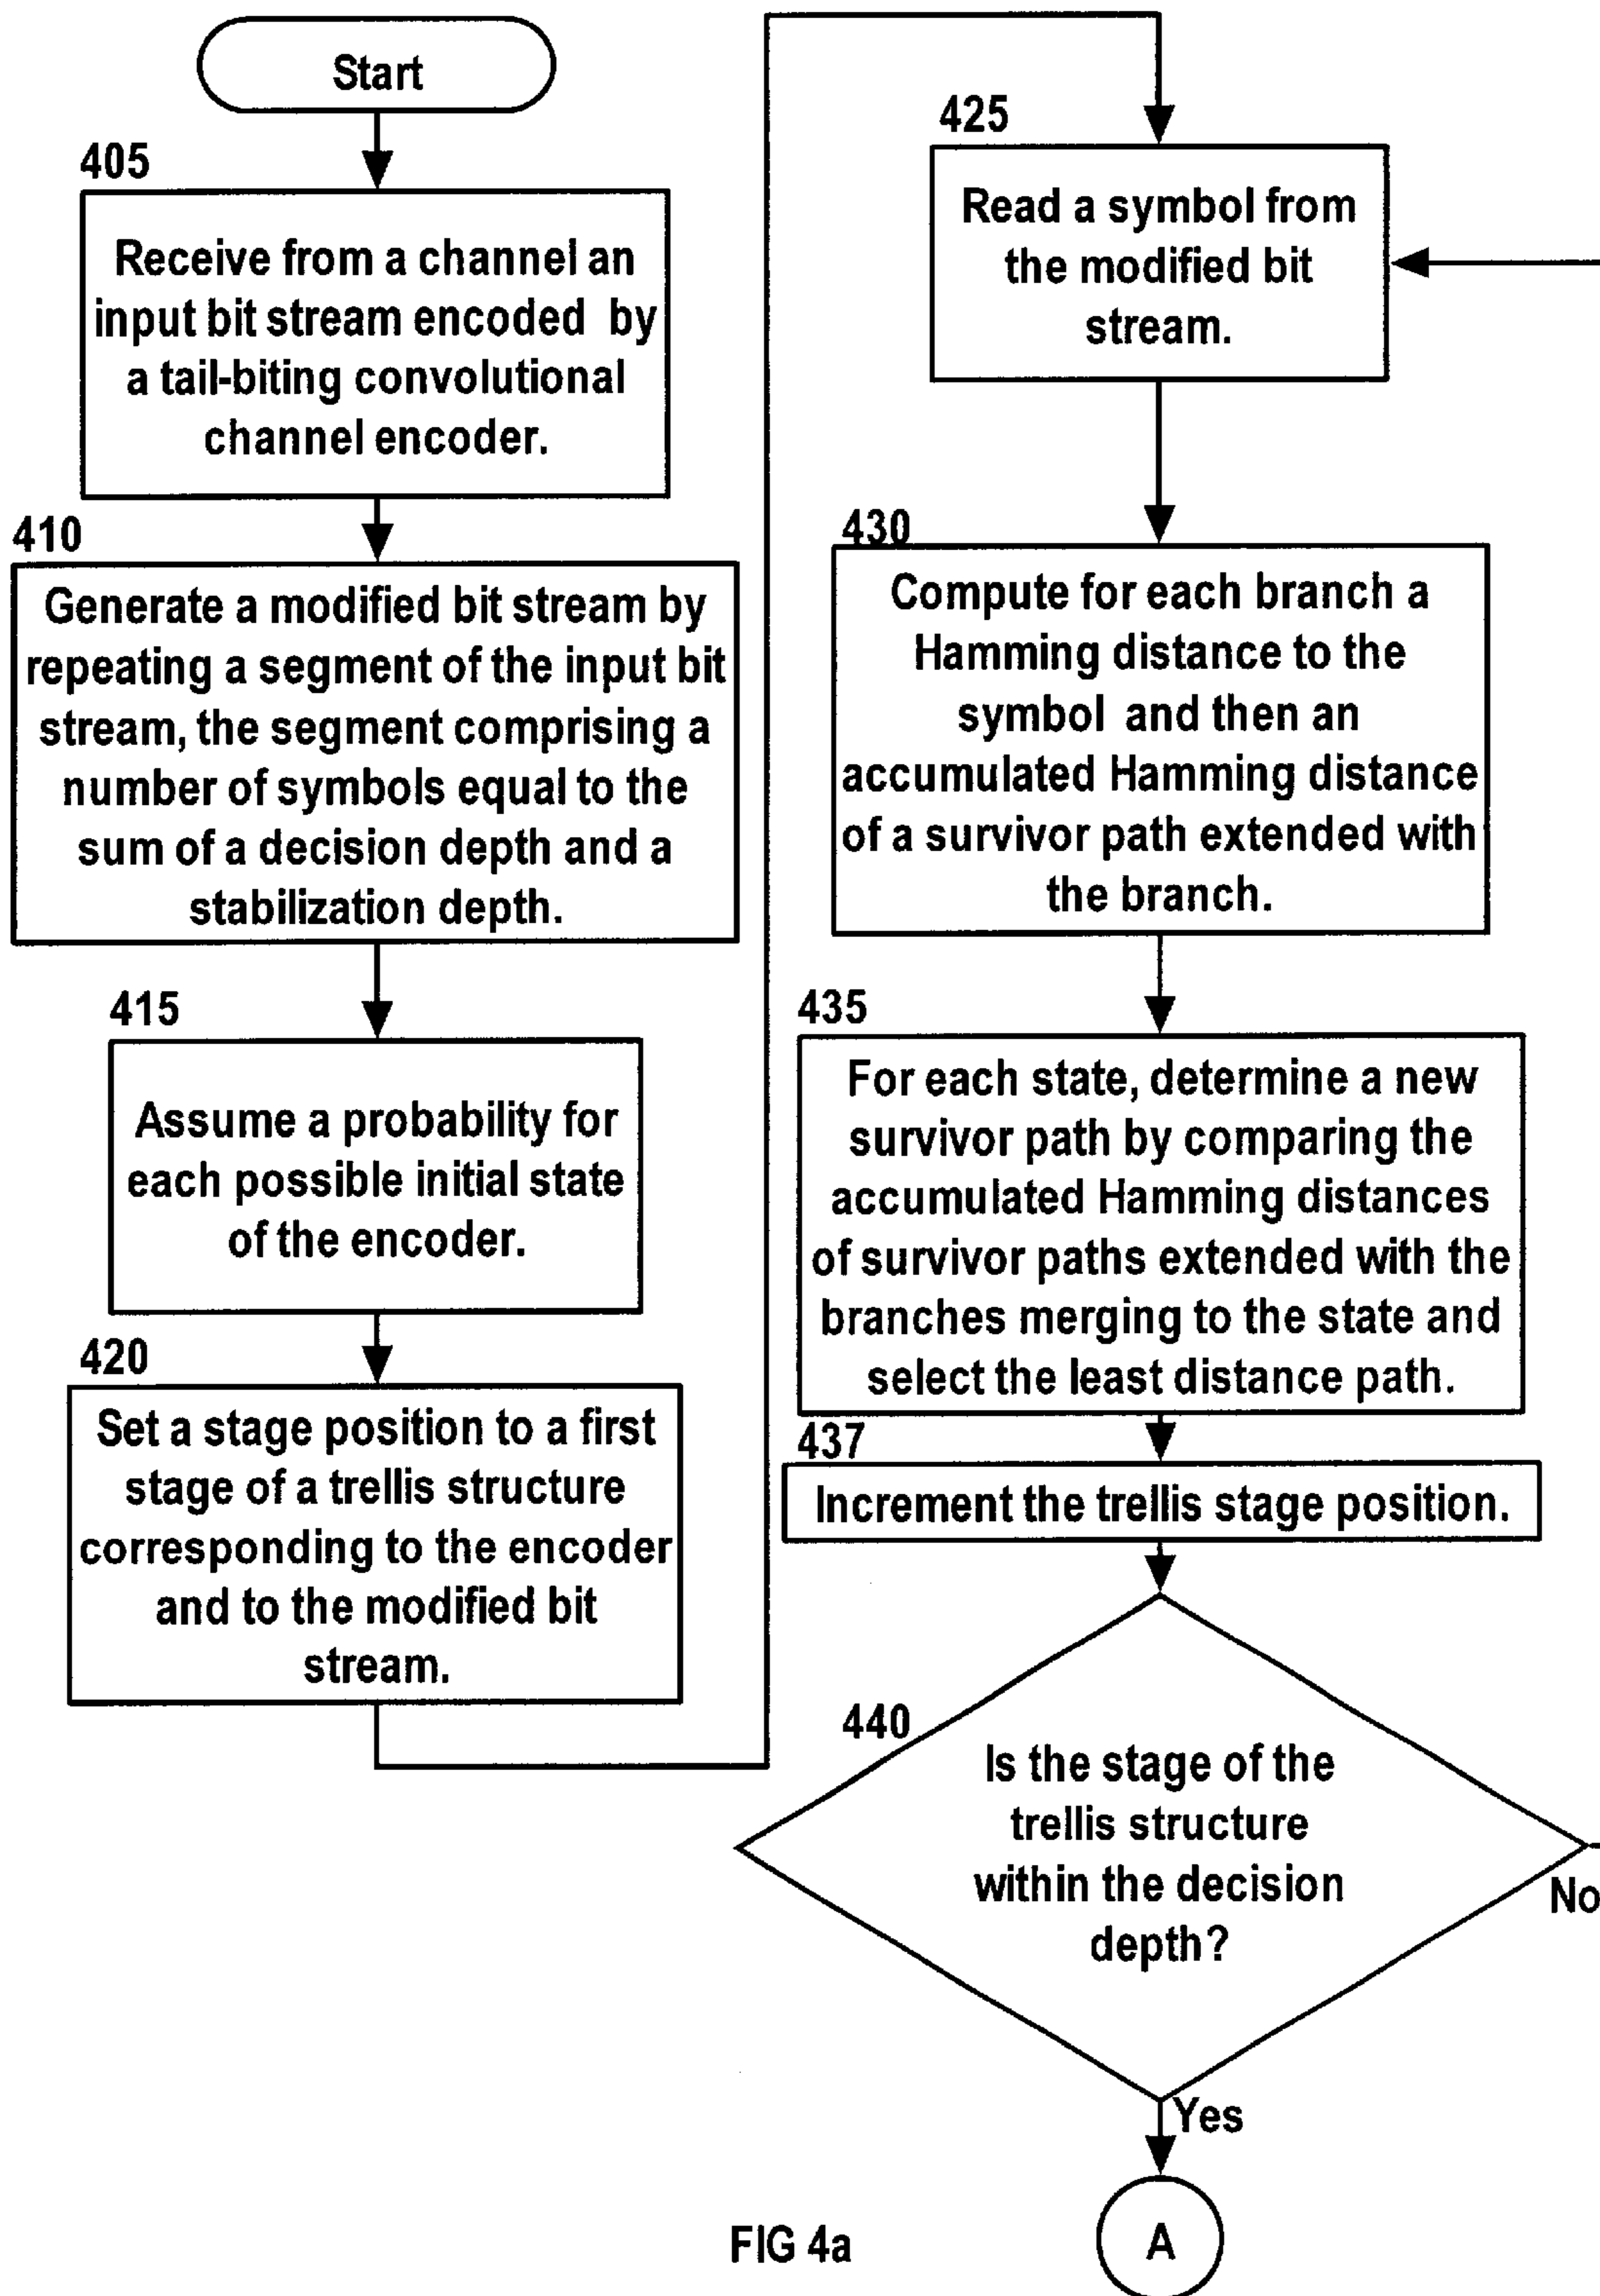 Start
405
Receive from a channel an
input bit stream encoded by
a tail-biting convolutional
channel encoder.
410
Generate a modified bit stream by
repeating a segment of the input bit
stream, the segment comprising a
number of symbols equal to the
sum of a decision depth and a
stabilization depth.
415
Assume a probability for
each possible initial state
of the encoder.
420
Set a stage position to a first
stage of a trellis structure
corresponding to the encoder
and to the modified bit
stream.
425
Read a symbol from
the modified bit
stream.
430
Compute for each branch a
Hamming distance to the
symbol and then an
accumulated Hamming distance
of a survivor path extended with
the branch.
435
For each state, determine a new
survivor path by comparing the
accumulated Hamming distances
of survivor paths extended with the
branches merging to the state and
select the least distance path.
437
Increment the trellis stage position.
440
Is the stage of the
trellis structure
within the decision
depth?
No
Yes
A
FIG 4a